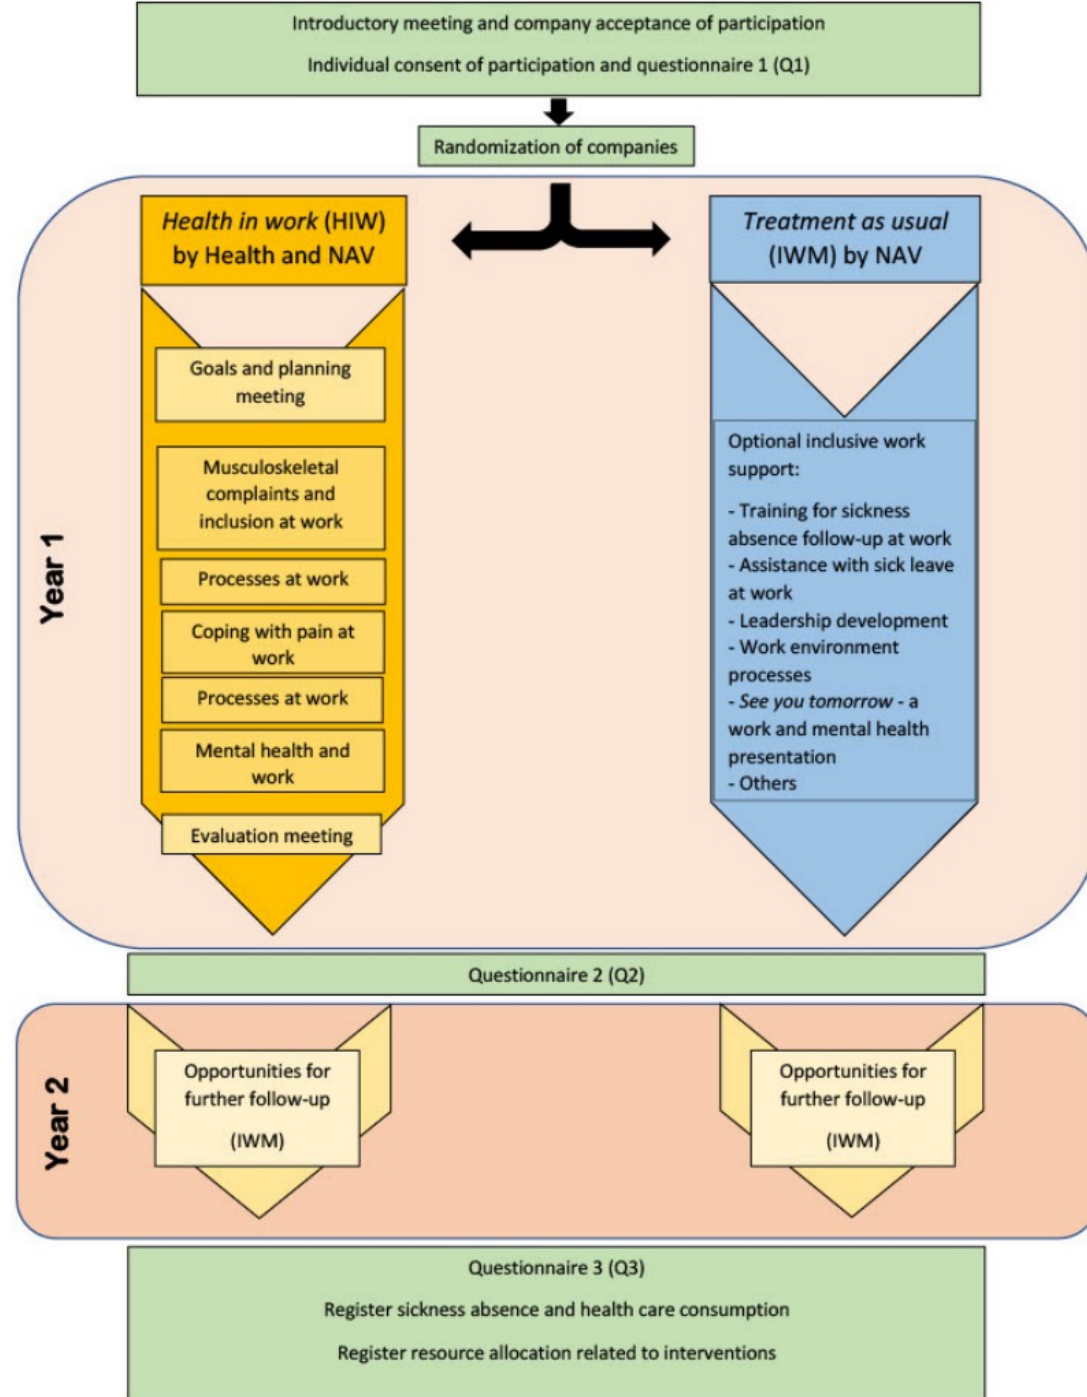 Introductory meeting and company acceptance of participation
Individual consent of participation and questionnaire 1 (Q1)
Randomization of companies
Year 1
Health in work (HIW)
by Health and NAV
Goals and planning
meeting
Musculoskeletal
complaints and
inclusion at work
Processes at work
Coping with pain at
work
Processes at work
Mental health and
work
Evaluation meeting
Treatment as usual
(IWM) by NAV
Optional inclusive work
support:
- Training for sickness
absence follow-up at work
- Assistance with sick leave
at work
- Leadership development
- Work environment
processes
- See you tomorrow - a
work and mental health
presentation
- Others
Questionnaire 2 (Q2)
Year 2
Opportunities for
further follow-up
(IWM)
Opportunities for
further follow-up
(IWM)
Questionnaire 3 (Q3)
Register sickness absence and health care consumption
Register resource allocation related to interventions